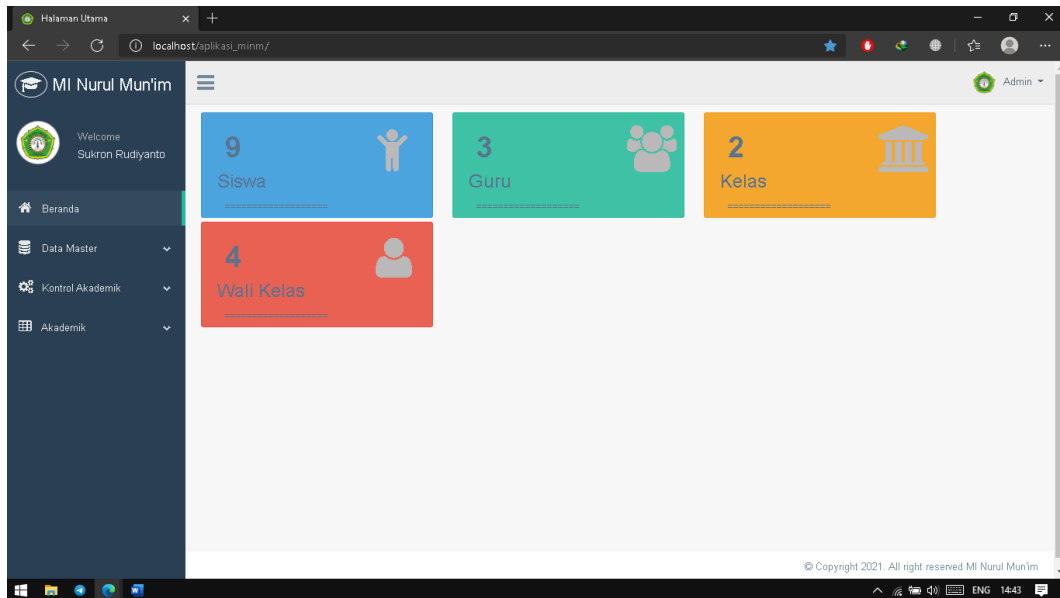 Halaman Utama
localhost/aplikasi_minm/
MI Nurul Mun'im
Admin
Welcome
Sukron Rudiyanto
Beranda
Data Master
Kontrol Akademik
Akademik
9
Siswa
===================
3
Guru
===================
2
Kelas
===================
4
Wali Kelas
===================
© Copyright 2021. All right reserved MI Nurul Mun'im
ENG 14:43